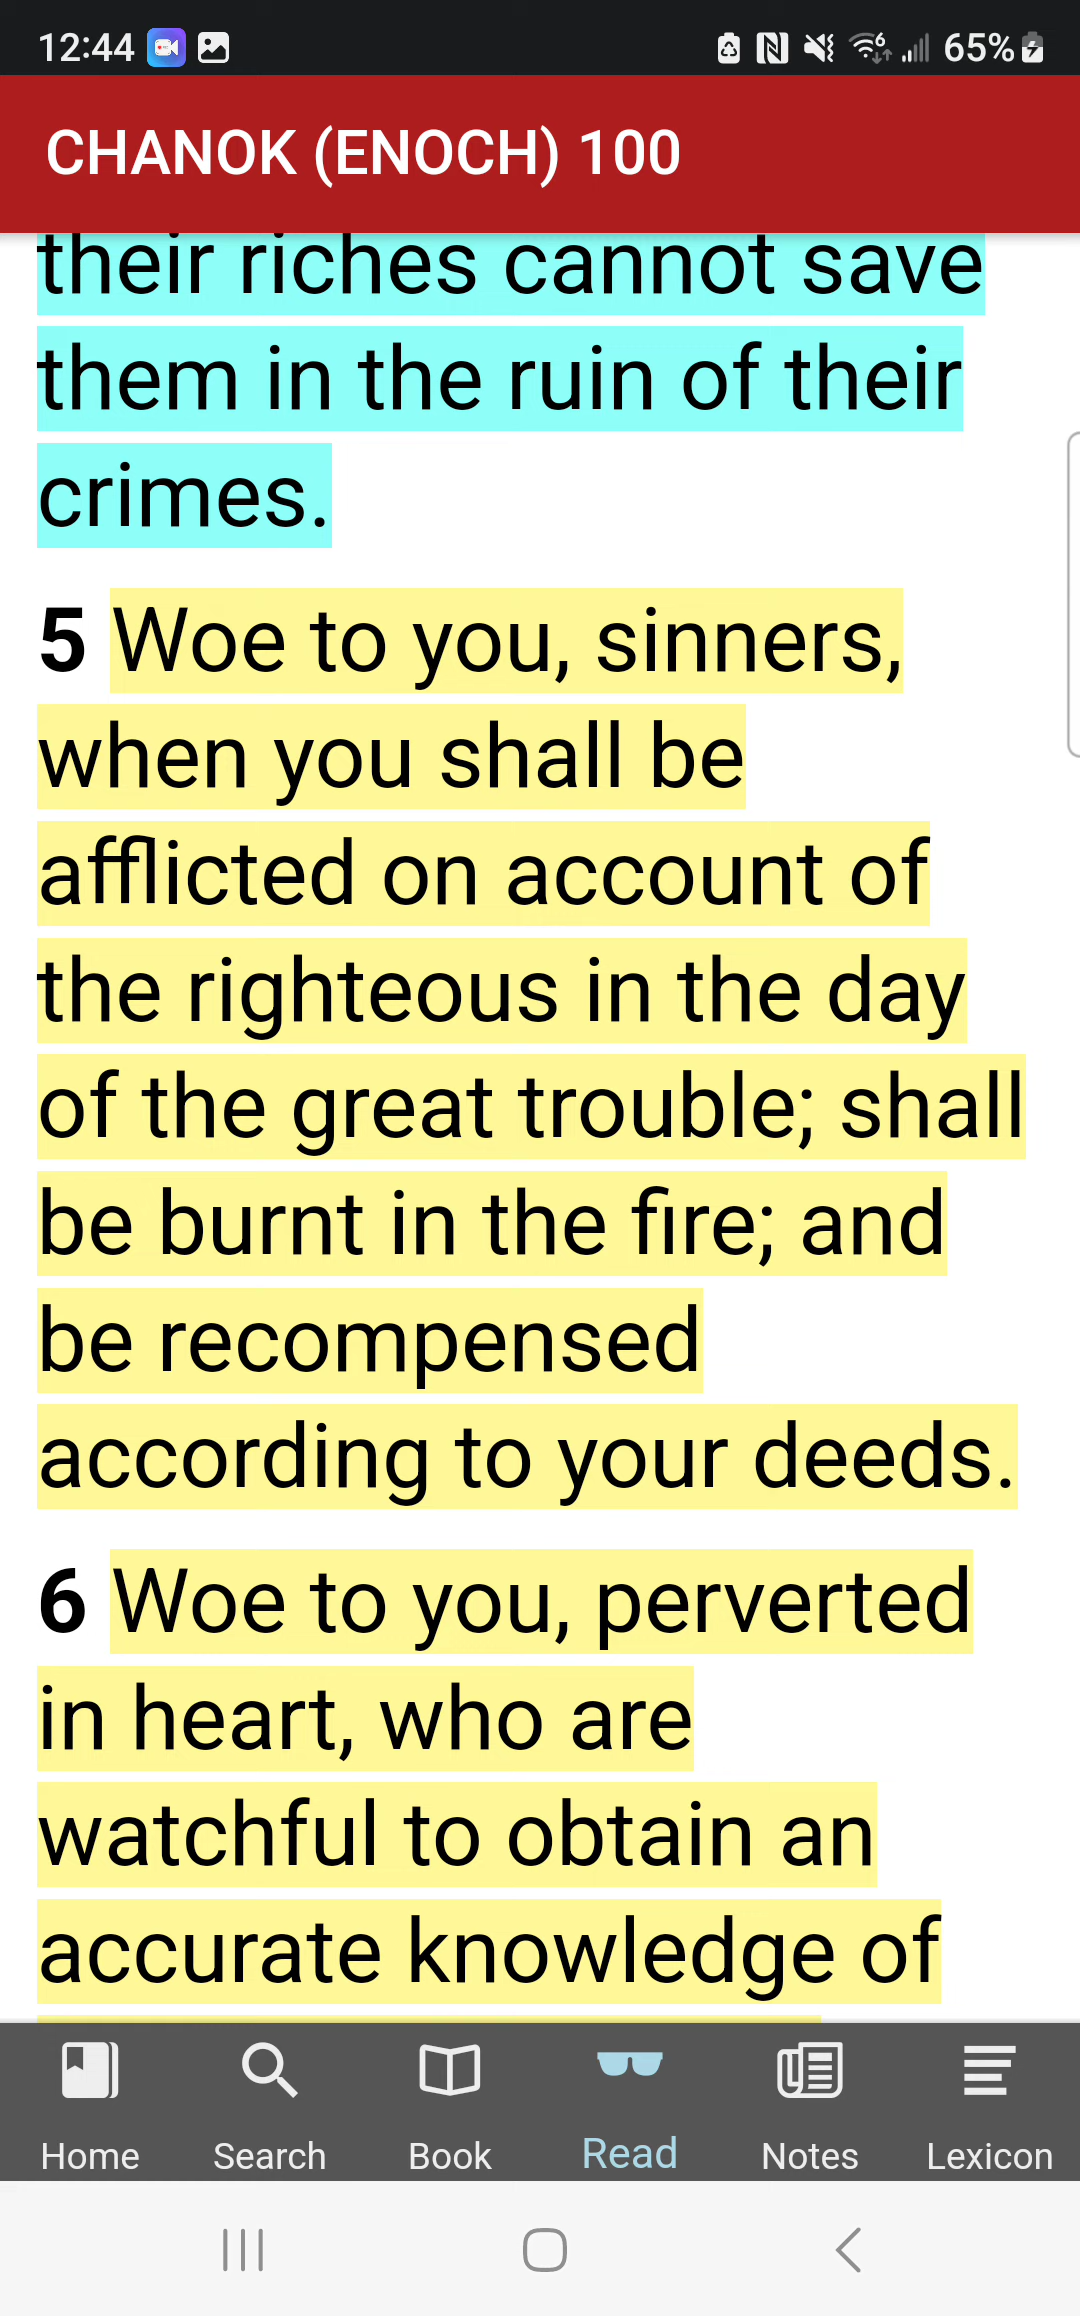 12:44
6
65%
CHANOK (ENOCH) 100
their riches cannot save
them in the ruin of their
crimes.
5 Woe to you, sinners,
when you shall be
afflicted on account of
the righteous in the day
of the great trouble; shall
be burnt in the fire; and
be recompensed
according to your deeds.
6 Woe to you, perverted
in heart, who are
watchful to obtain an
accurate knowledge of
Home Search Book Read Notes Lexicon